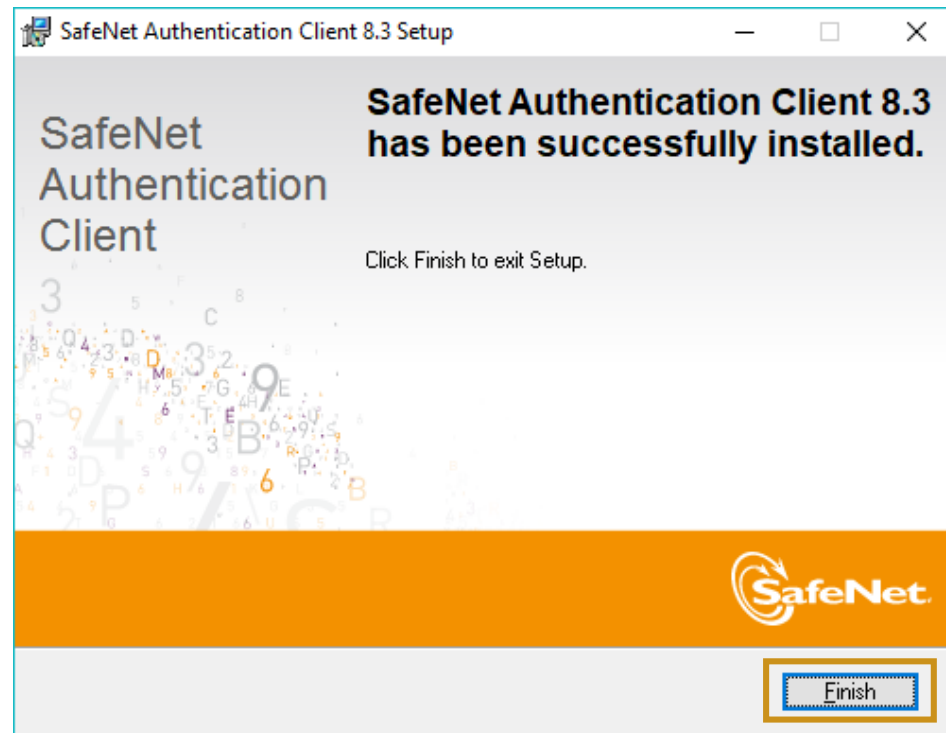 SafeNet Authentication Client 8.3 Setup
SafeNet Authentication Client 8.3
has been successfully installed.
SafeNet
Authentication
Client
Click Finish to exit Setup.
SafeNet.
Finish